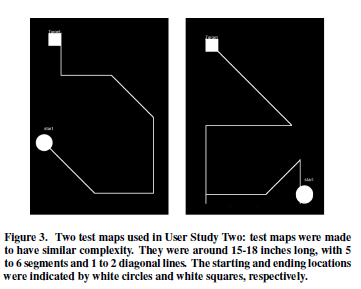 Target
start
Target
start
Figure 3. Two test maps used in User Study Two: test maps were made
to have similar complexity. They were around 15-18 inches long, with 5
to 6 segments and 1 to 2 diagonal lines. The starting and ending locations
were indicated by white circles and white squares, respectively.